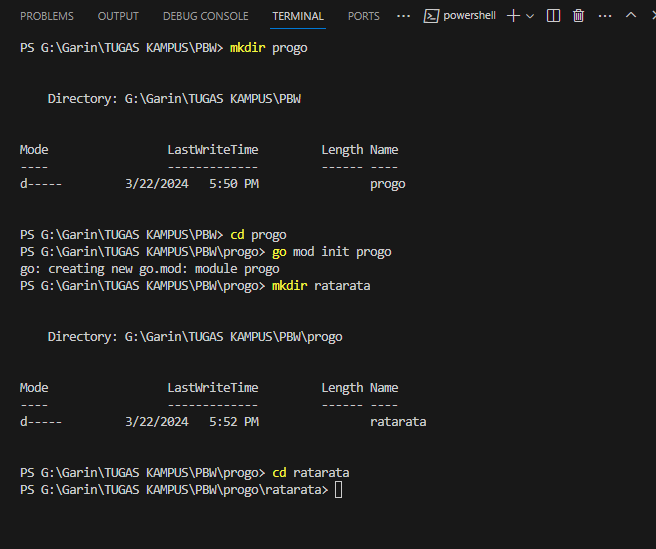 PROBLEMS OUTPUT DEBUG CONSOLE TERMINAL PORTS ··· powershell
PS G:\Garin\TUGAS KAMPUS\PBW> mkdir progo
Directory: G:\Garin\TUGAS KAMPUS\PBW
Mode LastWriteTime Length Name
---- ------------- ------ ----
d----- 3/22/2024 5:50 PM progo
PS G:\Garin\TUGAS KAMPUS\PBW> cd progo
PS G:\Garin\TUGAS KAMPUS\PBW\progo> go mod init progo
go: creating new go.mod: module progo
PS G:\Garin\TUGAS KAMPUS\PBW\progo> mkdir ratarata
Directory: G:\Garin\TUGAS KAMPUS\PBW\progo
Mode LastWriteTime Length Name
---- ------------- ------ ----
d----- 3/22/2024 5:52 PM ratarata
PS G:\Garin\TUGAS KAMPUS\PBW\progo> cd ratarata
PS G:\Garin\TUGAS KAMPUS\PBW\progo\ratarata>